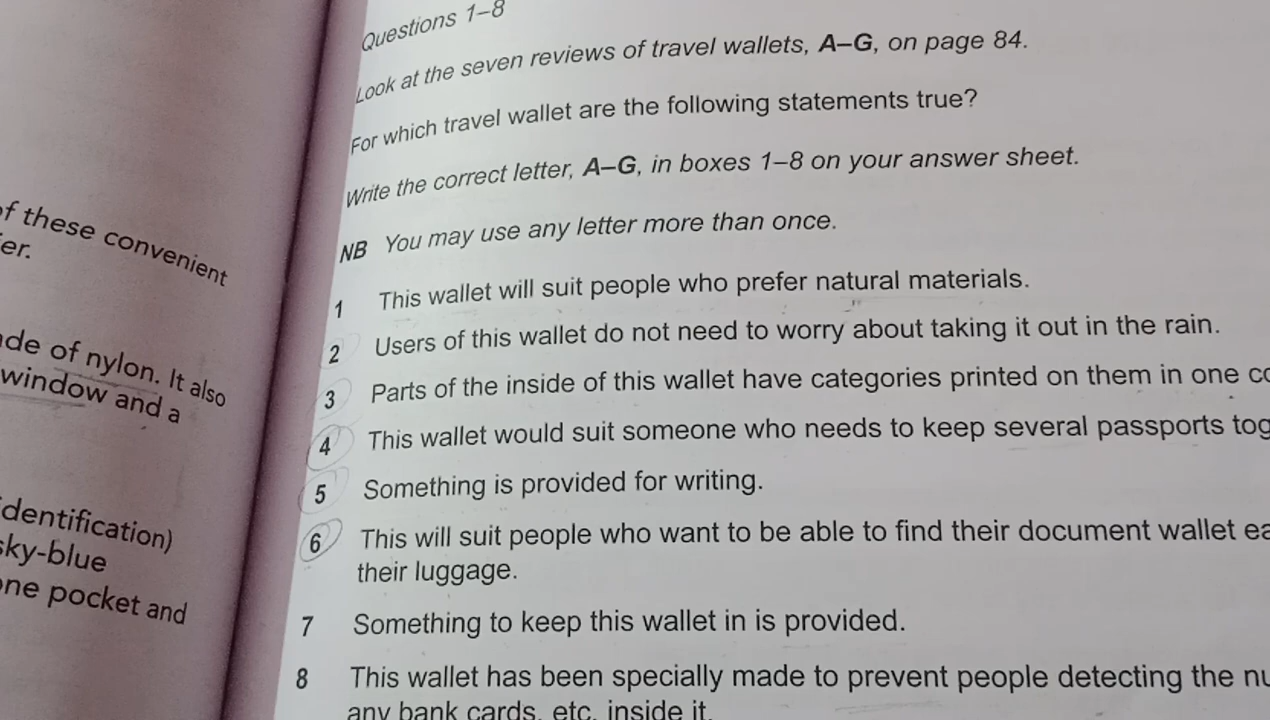 of these convenient
er.
de of nylon. It also
window and a
dentification)
sky-blue
one pocket and
Questions 1–8
Look at the seven reviews of travel wallets, A–G, on page 84.
For which travel wallet are the following statements true?
Write the correct letter, A–G, in boxes 1–8 on your answer sheet.
NB You may use any letter more than once.
1 This wallet will suit people who prefer natural materials.
2 Users of this wallet do not need to worry about taking it out in the rain.
3 Parts of the inside of this wallet have categories printed on them in one
4 This wallet would suit someone who needs to keep several passports
5 Something is provided for writing.
6 This will suit people who want to be able to find their document wallet
their luggage.
7 Something to keep this wallet in is provided.
8 This wallet has been specially made to prevent people detecting the
any bank cards, etc. inside it.